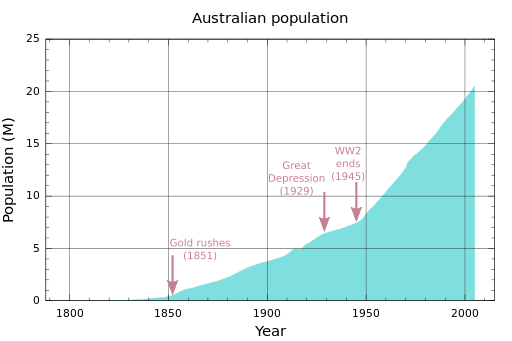 Australian population
Population (M)
25
20
15
10
5
0
Gold rushes
(1851)
Great
Depression
(1929)
WW2
ends
(1945)
1800
1850
1900
1950
2000
Year